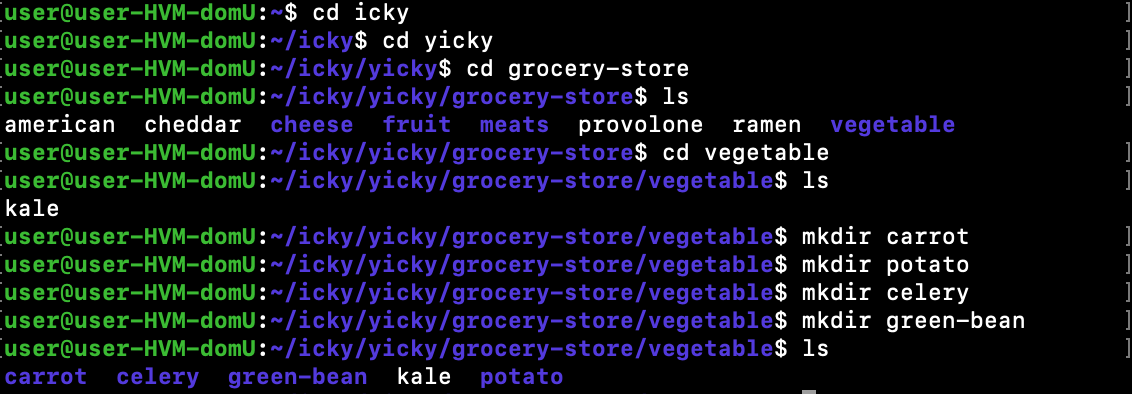 [user@user-HVM-domU:~$ cd icky ]
[user@user-HVM-domU:~/icky$ cd yicky ]
[user@user-HVM-domU:~/icky/yicky$ cd grocery-store ]
[user@user-HVM-domU:~/icky/yicky/grocery-store$ ls ]
american  cheddar  cheese  fruit  meats  provolone  ramen  vegetable
[user@user-HVM-domU:~/icky/yicky/grocery-store$ cd vegetable ]
[user@user-HVM-domU:~/icky/yicky/grocery-store/vegetable$ ls ]
kale
[user@user-HVM-domU:~/icky/yicky/grocery-store/vegetable$ mkdir carrot ]
[user@user-HVM-domU:~/icky/yicky/grocery-store/vegetable$ mkdir potato ]
[user@user-HVM-domU:~/icky/yicky/grocery-store/vegetable$ mkdir celery ]
[user@user-HVM-domU:~/icky/yicky/grocery-store/vegetable$ mkdir green-bean ]
[user@user-HVM-domU:~/icky/yicky/grocery-store/vegetable$ ls ]
carrot  celery  green-bean  kale  potato